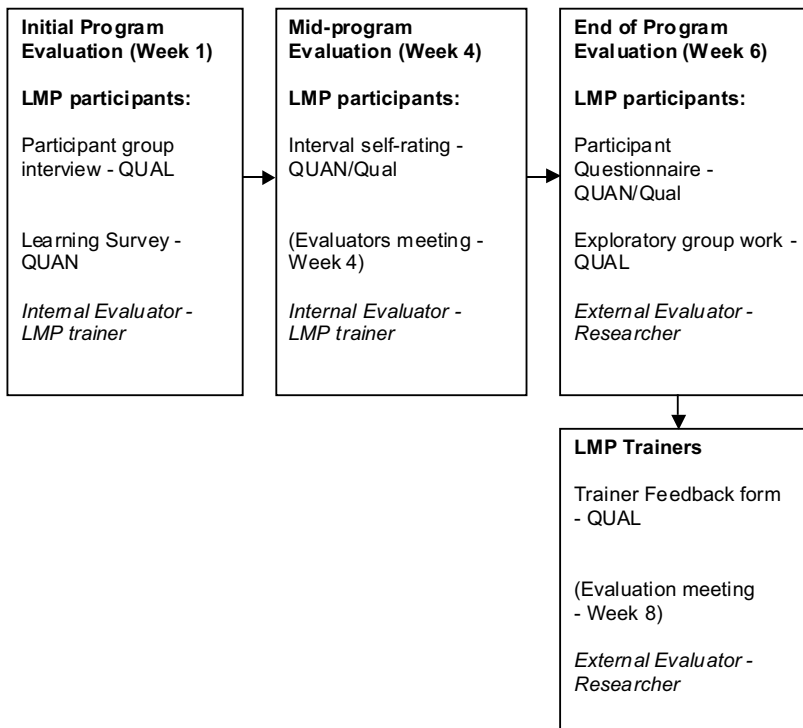 Initial Program
Evaluation (Week 1)
LMP participants:
Participant group
interview - QUAL
Learning Survey -
QUAN
Internal Evaluator -
LMP trainer
Mid-program
Evaluation (Week 4)
LMP participants:
Interval self-rating -
QUAN/Qual
(Evaluators meeting -
Week 4)
Internal Evaluator -
LMP trainer
End of Program
Evaluation (Week 6)
LMP participants:
Participant
Questionnaire -
QUAN/Qual
Exploratory group work -
QUAL
External Evaluator -
Researcher
LMP Trainers
Trainer Feedback form
- QUAL
(Evaluation meeting
- Week 8)
External Evaluator -
Researcher